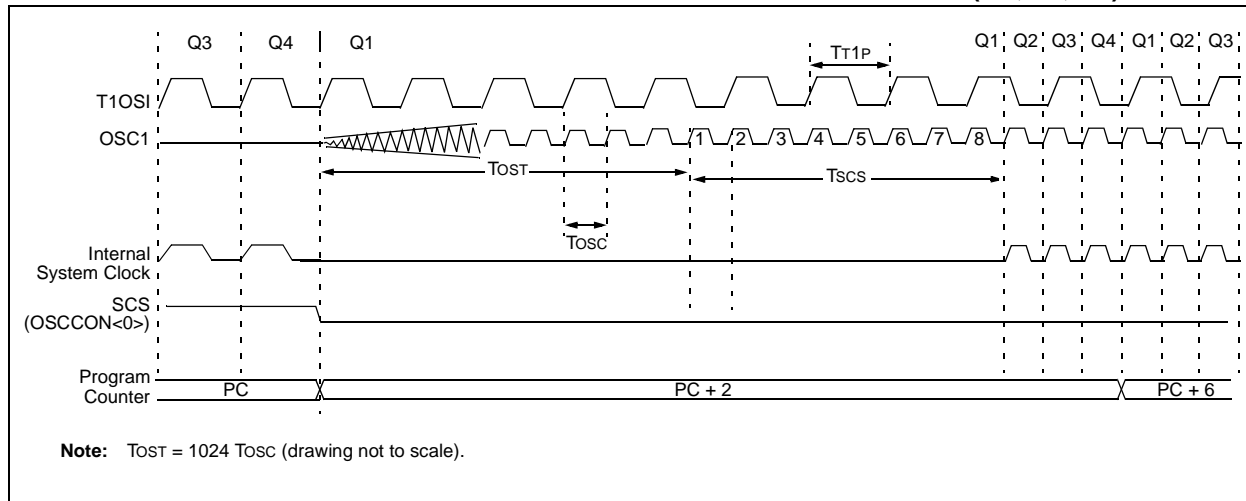 Q3 Q4 Q1 Q1 Q2 Q3 Q4 Q1 Q2 Q3
TT1P
T1OSI
OSC1
1 2 3 4 5 6 7 8
TOST TSCS
TOSC
Internal
System Clock
SCS
(OSCCON<0>)
Program
Counter
PC PC + 2 PC + 6
Note: TOST = 1024 TOSC (drawing not to scale).